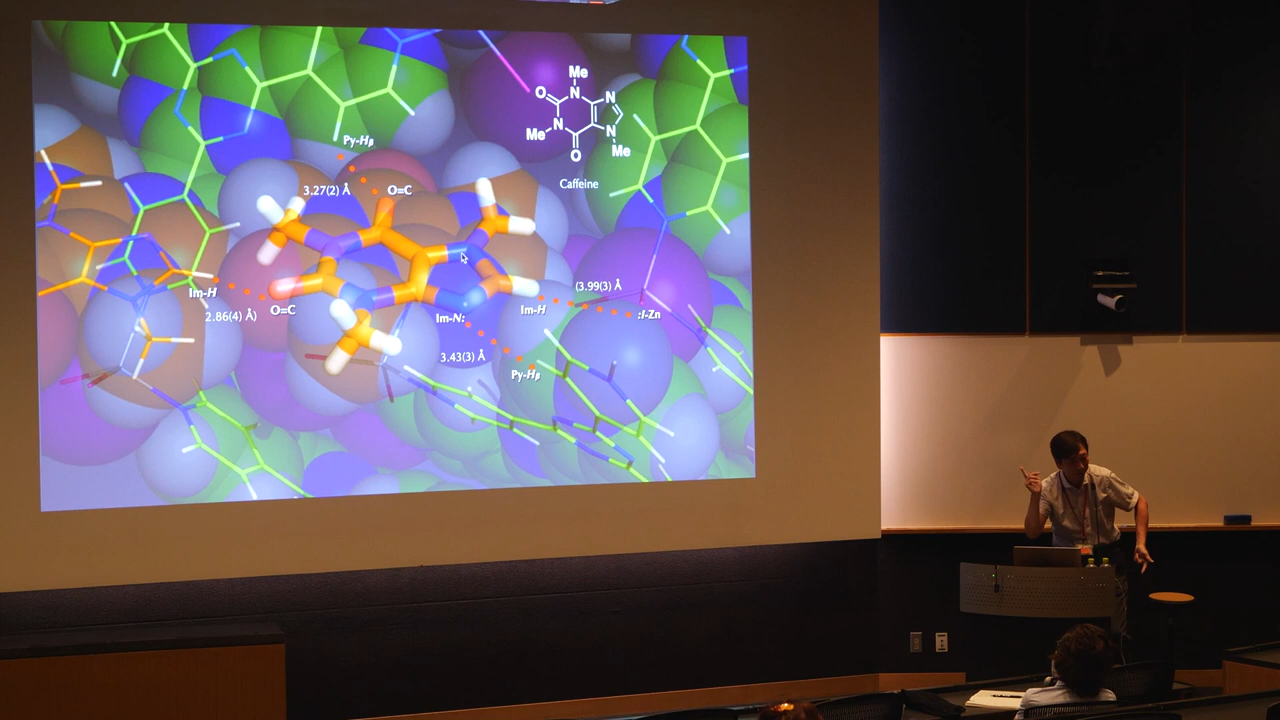 Me
O
N
N
Me
N
N
O
Me
Caffeine
Py-Hβ
3.27(2) Å
O=C
Im-H
2.86(4) Å)
O=C
Im-N:
3.43(3) Å
Im-H
(3.99(3) Å
:I-Zn
Py-Hβ